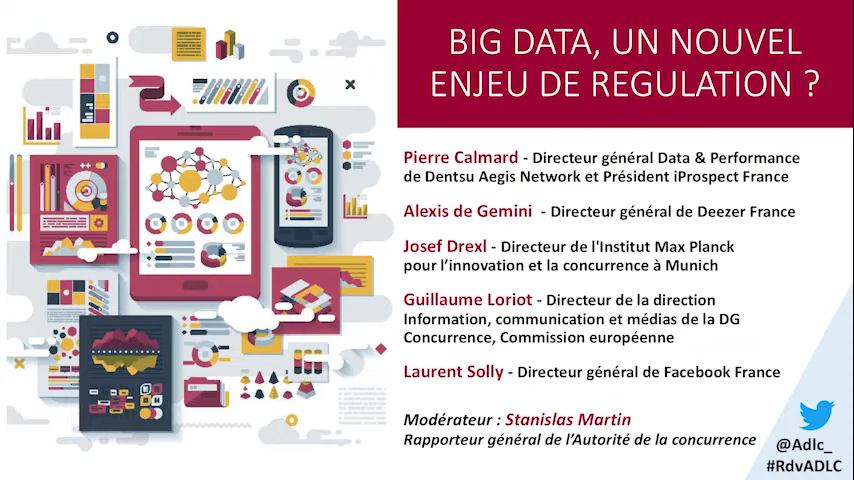 BIG DATA, UN NOUVEL
ENJEU DE REGULATION ?
Pierre Calmard - Directeur général Data & Performance
de Dentsu Aegis Network et Président iProspect France
Alexis de Gemini - Directeur général de Deezer France
Josef Drexl - Directeur de l'Institut Max Planck
pour l’innovation et la concurrence à Munich
Guillaume Loriot - Directeur de la direction
Information, communication et médias de la DG
Concurrence, Commission européenne
Laurent Solly - Directeur général de Facebook France
Modérateur : Stanislas Martin
Rapporteur général de l’Autorité de la concurrence
@Adlc_
#RdvADLC